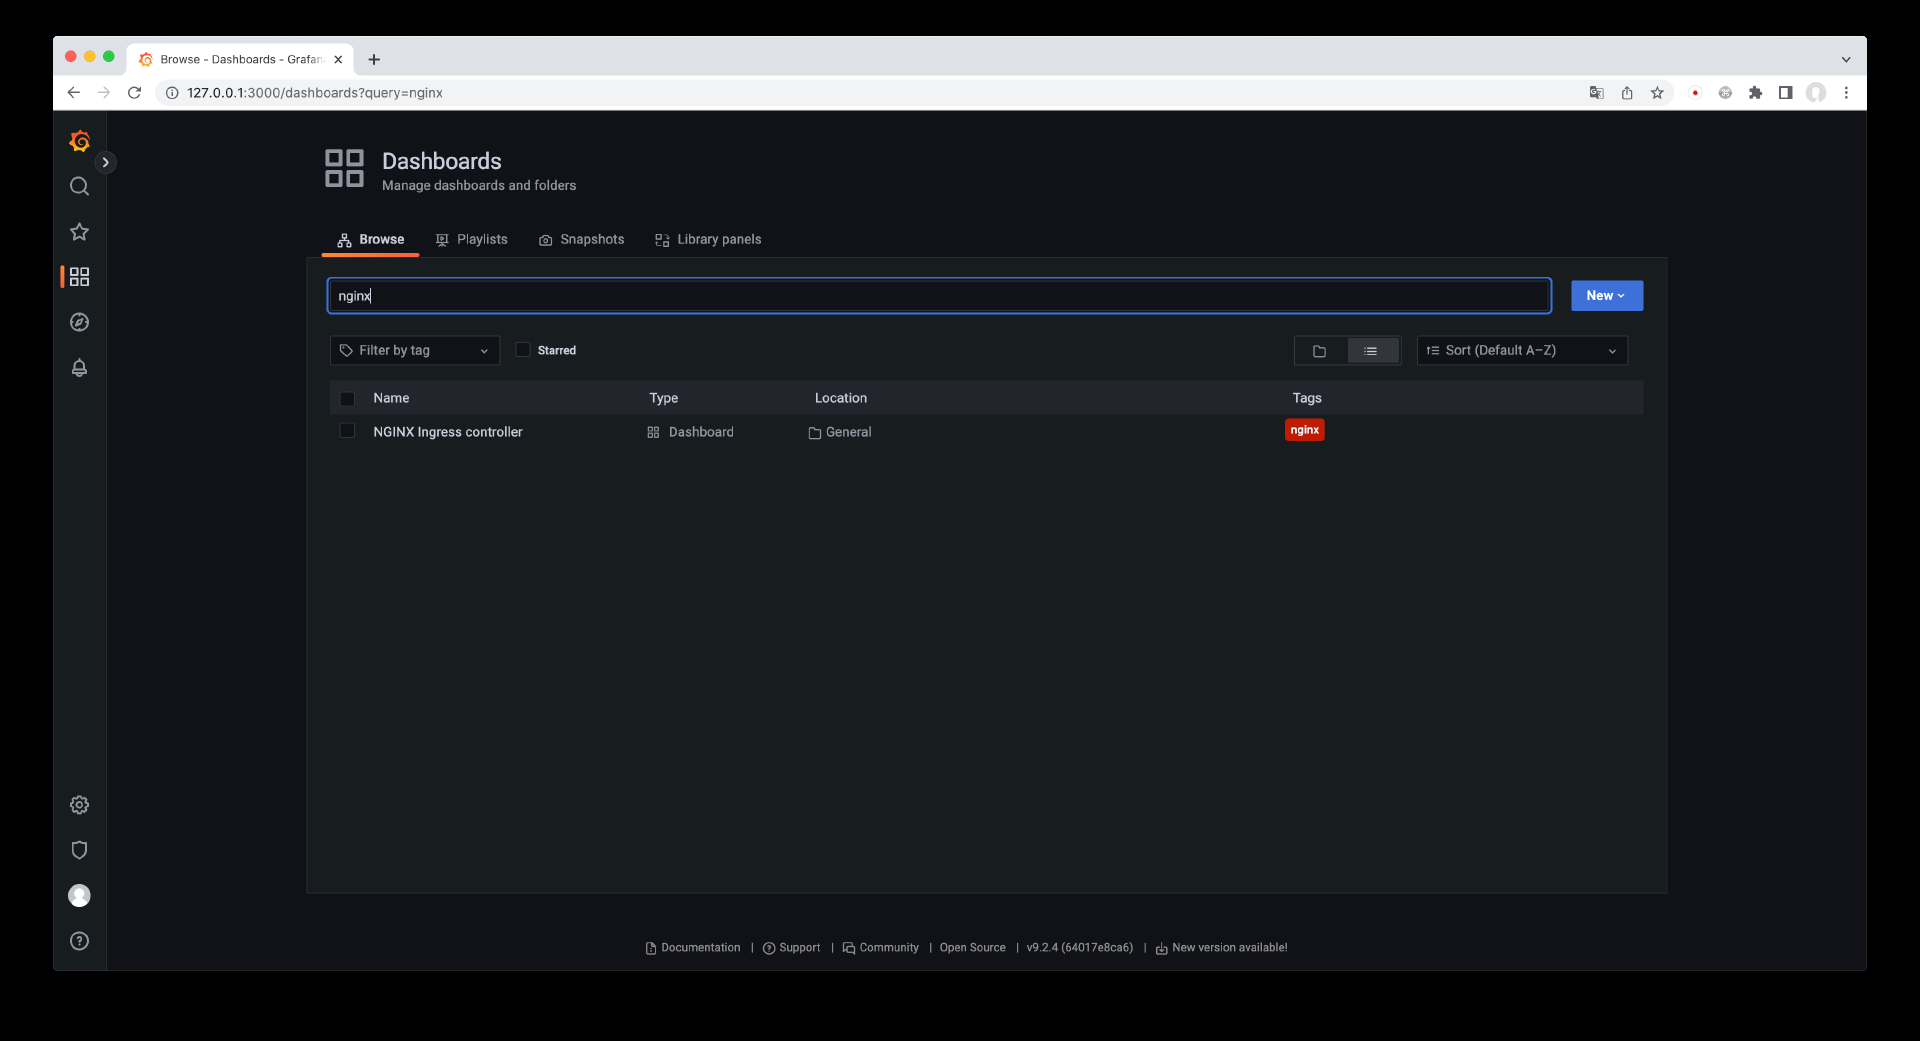 Browse - Dashboards - Grafan
127.0.0.1:3000/dashboards?query=nginx
Dashboards
Manage dashboards and folders
Browse Playlists Snapshots Library panels
nginx
New
Filter by tag Starred Sort (Default A–Z)
Name Type Location Tags
NGINX Ingress controller Dashboard General nginx
Documentation | Support | Community | Open Source | v9.2.4 (64017e8ca6) | New version available!